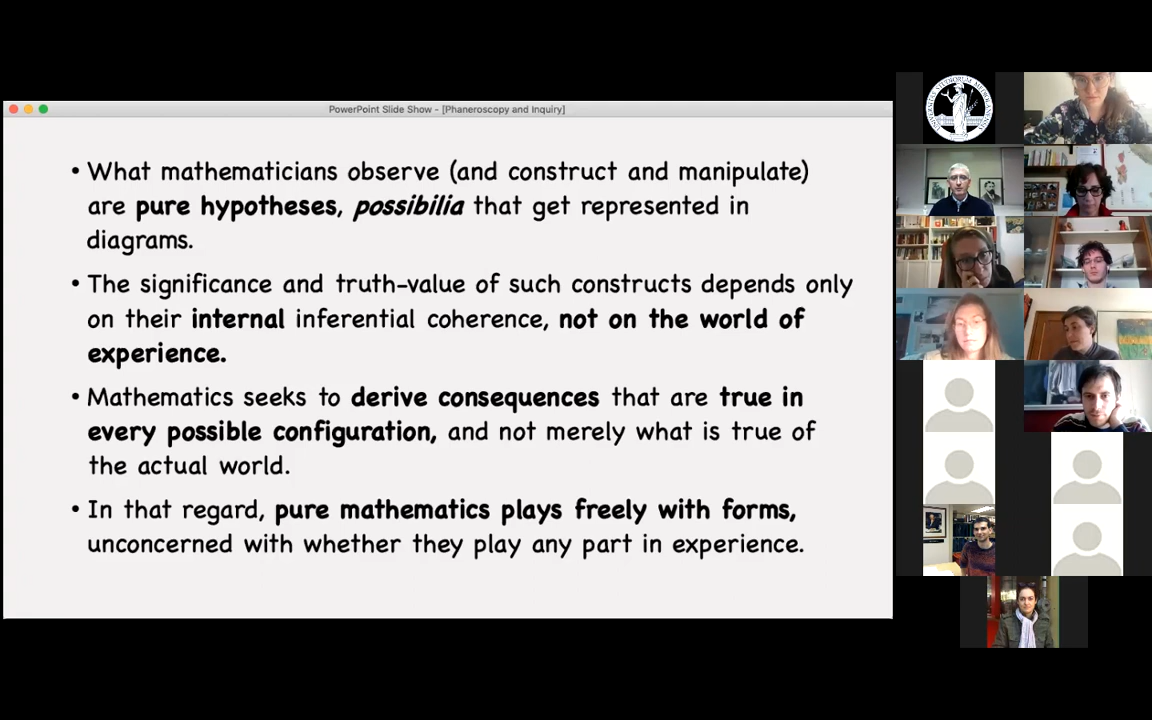 PowerPoint Slide Show - [Phaneroscopy and Inquiry]
• What mathematicians observe (and construct and manipulate)
are pure hypotheses, possibilia that get represented in
diagrams.
• The significance and truth-value of such constructs depends only
on their internal inferential coherence, not on the world of
experience.
• Mathematics seeks to derive consequences that are true in
every possible configuration, and not merely what is true of
the actual world.
• In that regard, pure mathematics plays freely with forms,
unconcerned with whether they play any part in experience.